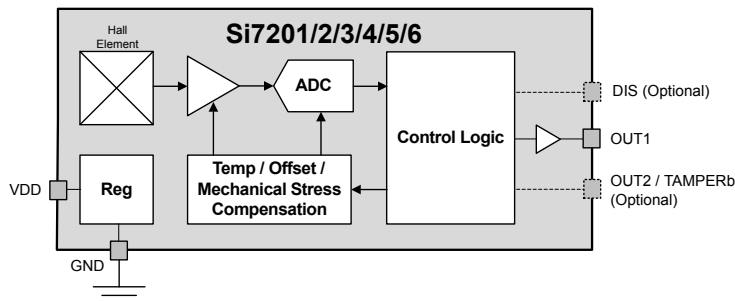 Si7201/2/3/4/5/6
Hall
Element
ADC
Control Logic
Temp / Offset /
Mechanical Stress
Compensation
Reg
VDD
GND
DIS (Optional)
OUT1
OUT2 / TAMPERb
(Optional)